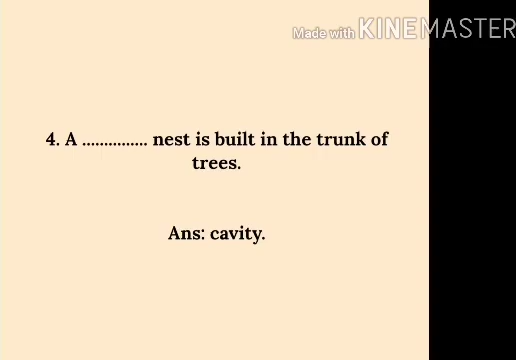 Made with KINEMASTER
4. A ............... nest is built in the trunk of
trees.
Ans: cavity.